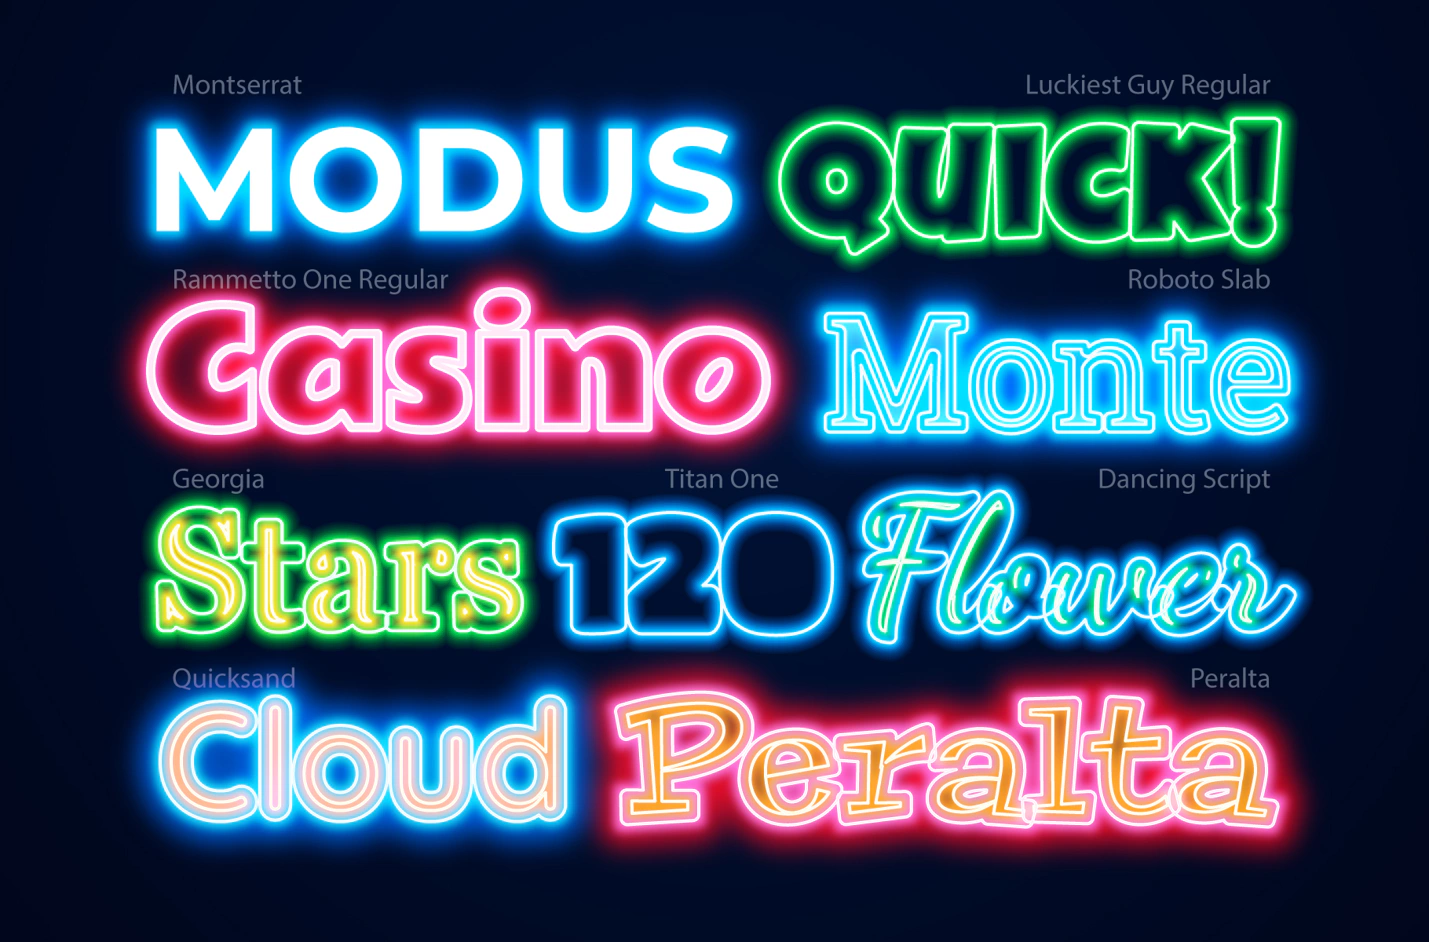 Montserrat Luckiest Guy Regular
MODUS QUICK!
Rammetto One Regular Roboto Slab
Casino Monte
Georgia Titan One Dancing Script
Stars 120 Flower
Quicksand Peralta
Cloud Peralta